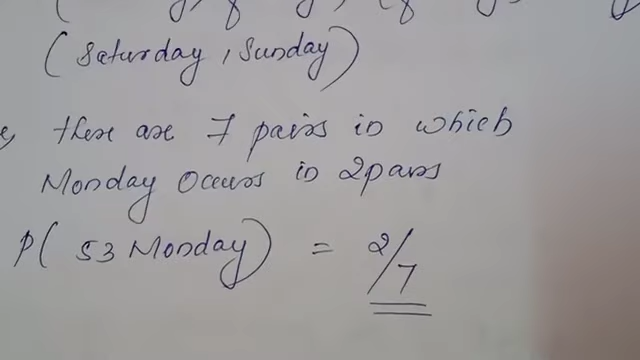 (Saturday, Sunday)
there are 7 pairs in which
Monday Occurs in 2 pairs
P( 53 Monday) = 2/7